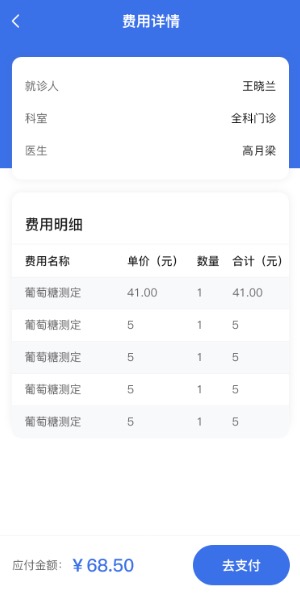 费用详情
就诊人 王晓兰
科室 全科门诊
医生 高月梁
费用明细
费用名称 单价（元） 数量 合计（元）
葡萄糖测定 41.00 1 41.00
葡萄糖测定 5 1 5
葡萄糖测定 5 1 5
葡萄糖测定 5 1 5
葡萄糖测定 5 1 5
应付金额： ¥68.50 去支付